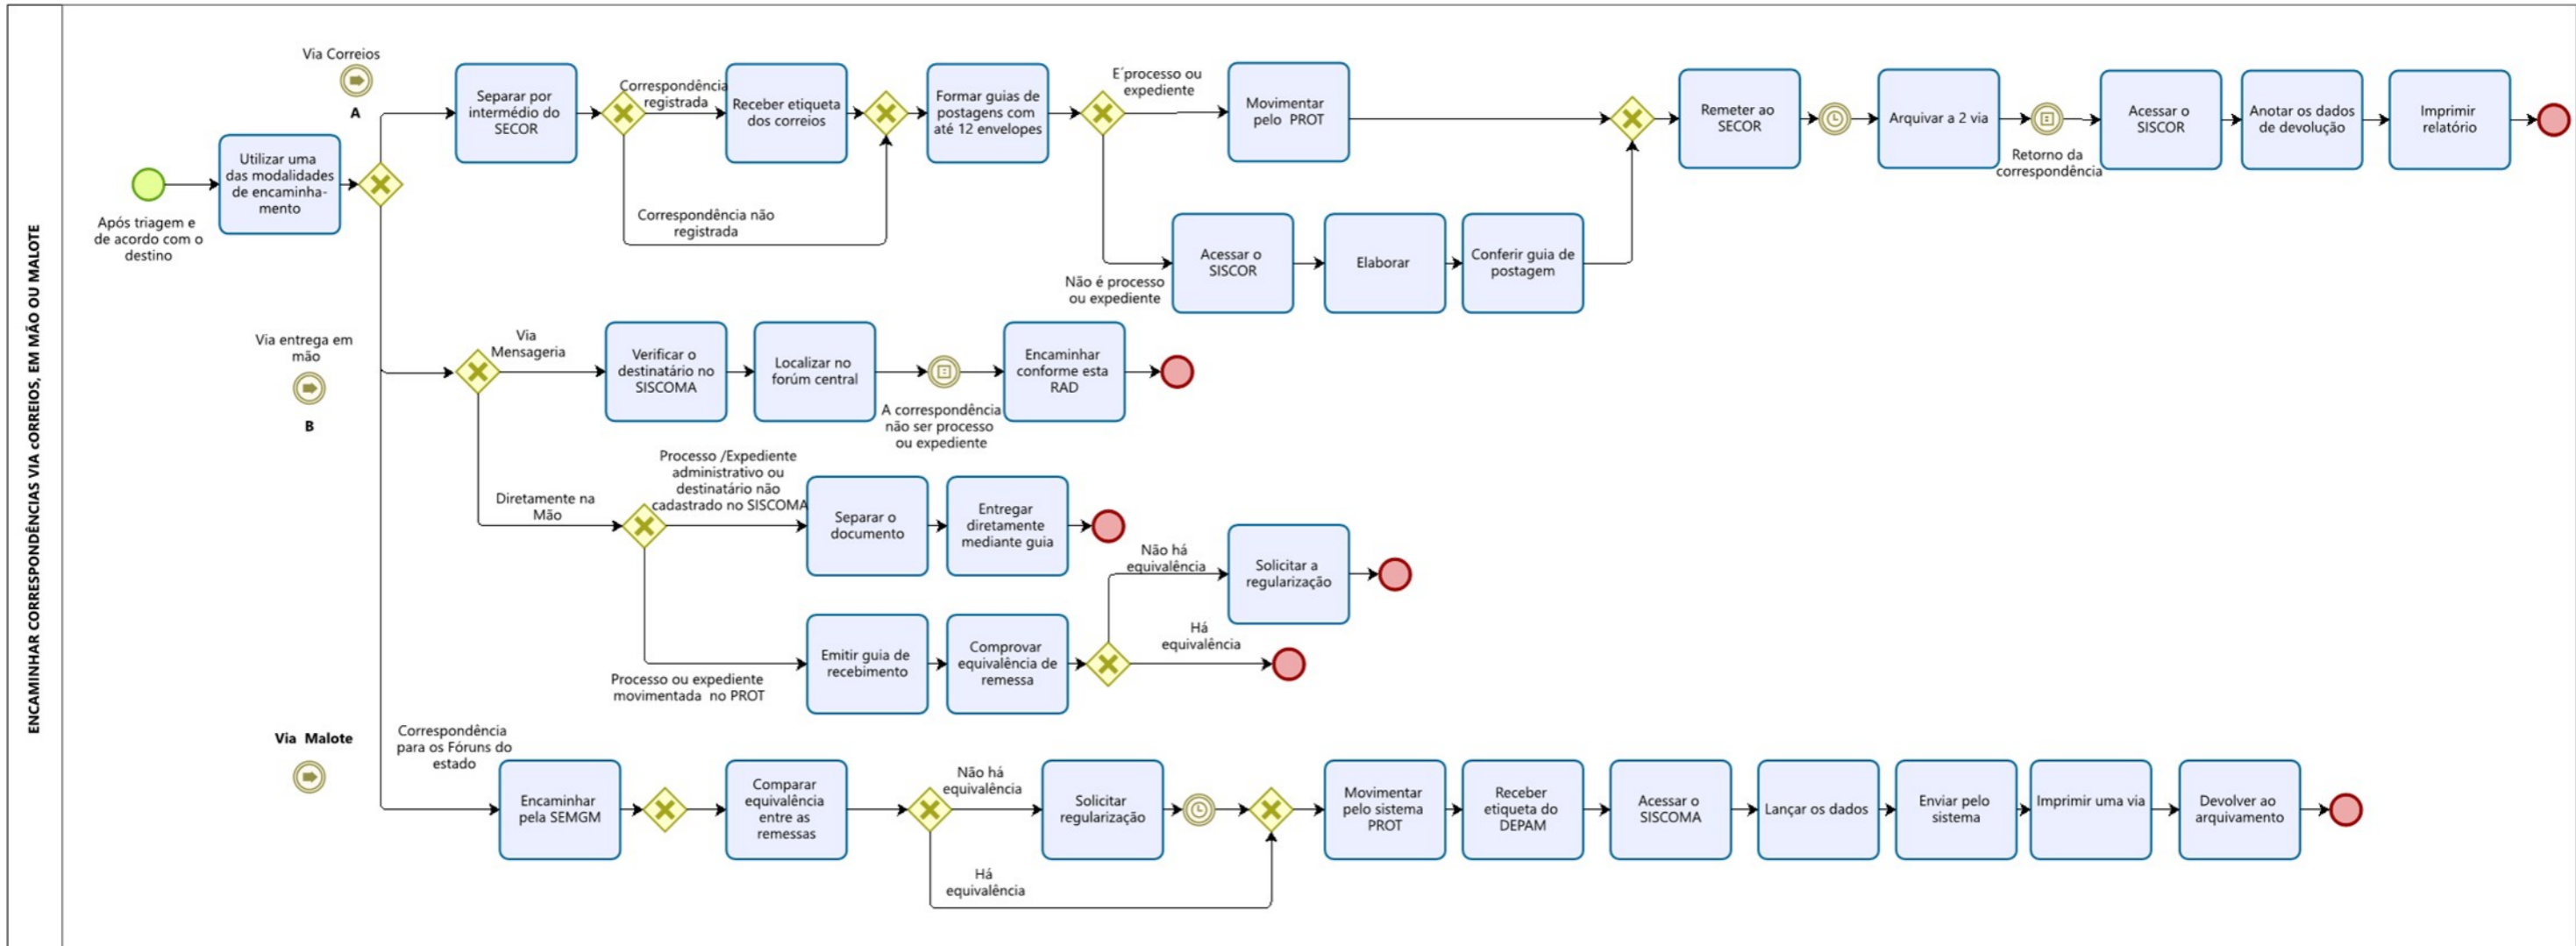 ENCAMINHAR CORRESPONDÊNCIAS VIA cORREIOS, EM MÃO OU MALOTE
Após triagem e
de acordo com o
destino
Utilizar uma
das modalidades
de encaminha-
mento
Via Correios
A
Separar por
intermédio do
SECOR
Correspondência
registrada
Correspondência não
registrada
Receber etiqueta
dos correios
Formar guias de
postagens com
até 12 envelopes
E´processo ou
expediente
Movimentar
pelo PROT
Não é processo
ou expediente
Acessar o
SISCOR
Elaborar
Conferir guia de
postagem
Remeter ao
SECOR
Arquivar a 2 via
Retorno da
correspondência
Acessar o
SISCOR
Anotar os dados
de devolução
Imprimir
relatório
Via entrega em
mão
B
Via
Mensageria
Verificar o
destinatário no
SISCOMA
Localizar no
forúm central
A correspondência
não ser processo
ou expediente
Encaminhar
conforme esta
RAD
Diretamente na
Mão
Processo /Expediente
administrativo ou
destinatário não
cadastrado no SISCOMA
Separar o
documento
Entregar
diretamente
mediante guia
Processo ou expediente
movimentada no PROT
Emitir guia de
recebimento
Comprovar
equivalência de
remessa
Não há
equivalência
Solicitar a
regularização
Há
equivalência
Via Malote
Correspondência
para os Fóruns do
estado
Encaminhar
pela SEMGM
Comparar
equivalência
entre as
remessas
Não há
equivalência
Há
equivalência
Solicitar
regularização
Movimentar
pelo sistema
PROT
Receber
etiqueta do
DEPAM
Acessar o
SISCOMA
Lançar os dados
Enviar pelo
sistema
Imprimir uma via
Devolver ao
arquivamento